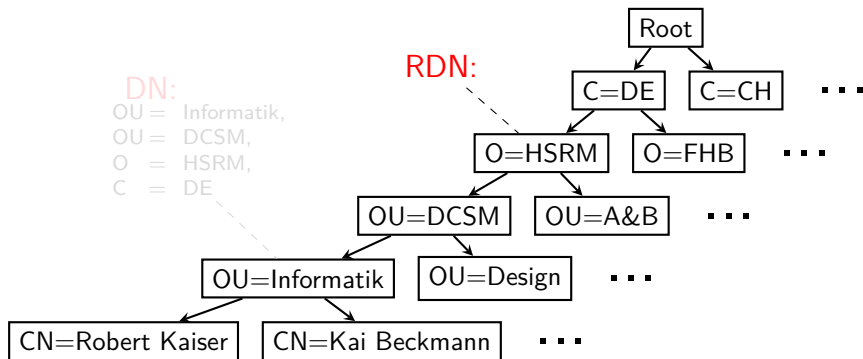 Root
RDN:
DN:
C=DE
C=CH
OU = Informatik,
OU = DCSM,
O = HSRM,
C = DE
O=HSRM
O=FHB
OU=DCSM
OU=A&B
OU=Informatik
OU=Design
CN=Robert Kaiser
CN=Kai Beckmann